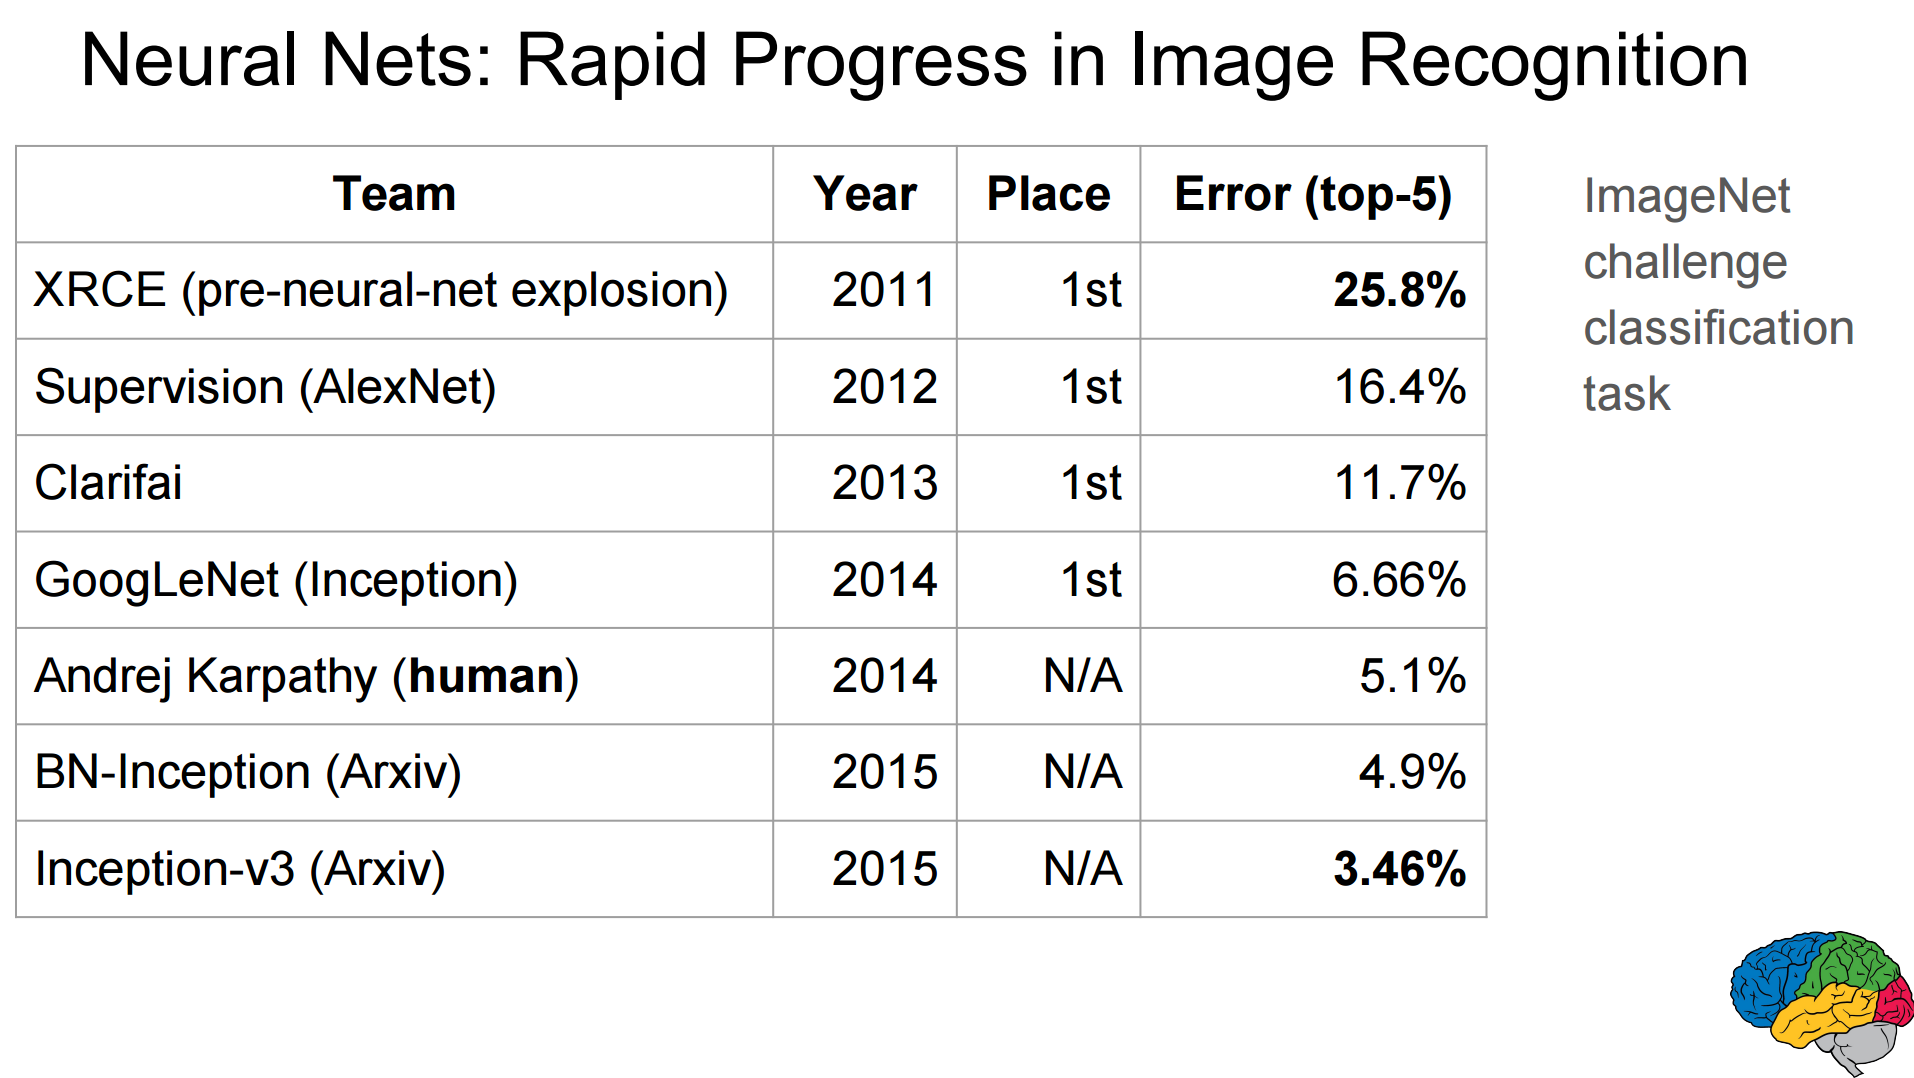 Neural Nets: Rapid Progress in Image Recognition
Team Year Place Error (top-5)
XRCE (pre-neural-net explosion) 2011 1st 25.8%
Supervision (AlexNet) 2012 1st 16.4%
Clarifai 2013 1st 11.7%
GoogLeNet (Inception) 2014 1st 6.66%
Andrej Karpathy (human) 2014 N/A 5.1%
BN-Inception (Arxiv) 2015 N/A 4.9%
Inception-v3 (Arxiv) 2015 N/A 3.46%
ImageNet
challenge
classification
task